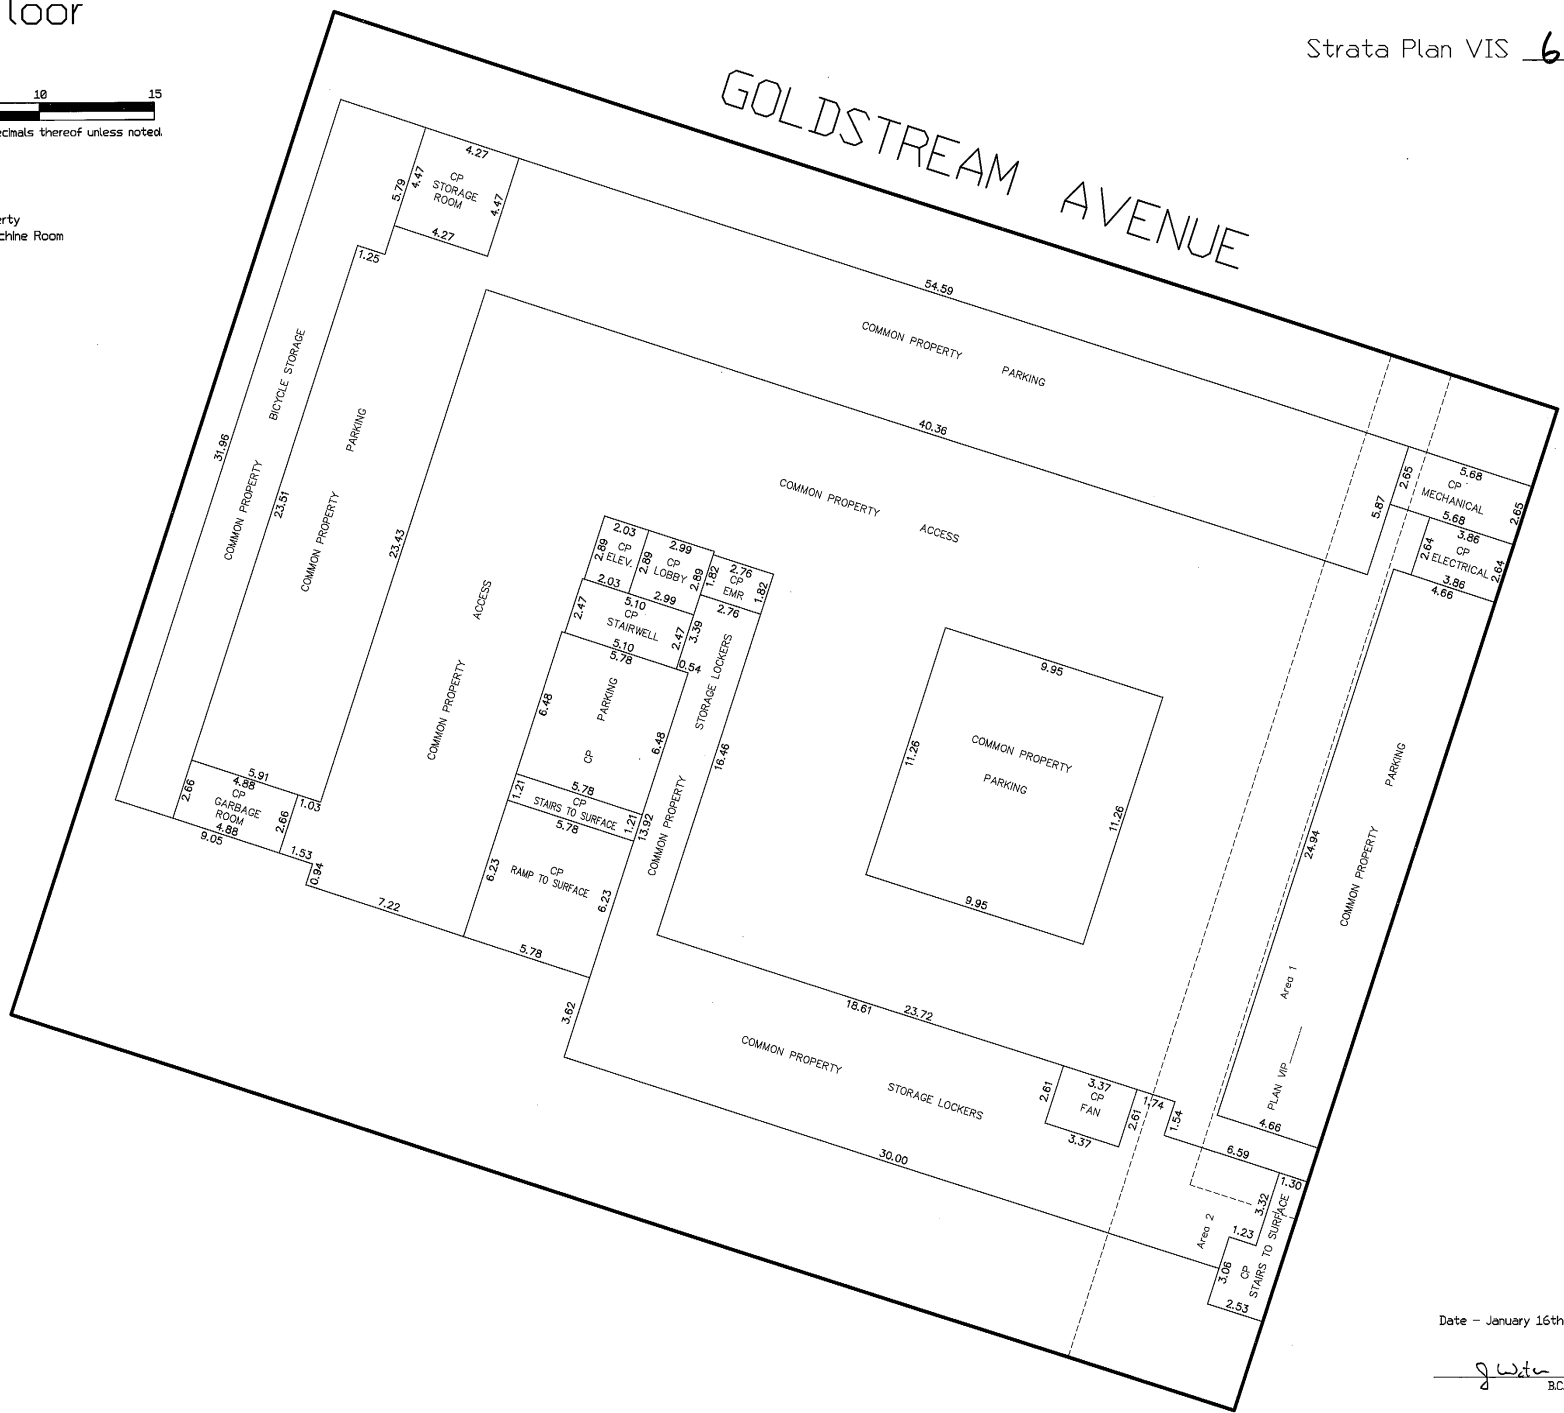 loor
Strata Plan VIS 6
10 15
ecimals thereof unless noted.
erty
chine Room
GOLDSTREAM AVENUE
4.27
4.47
5.79
CP
STORAGE
ROOM
4.47
4.27
1.25
54.59
COMMON PROPERTY PARKING
40.36
COMMON PROPERTY ACCESS
31.96
COMMON PROPERTY BICYCLE STORAGE
23.51
COMMON PROPERTY PARKING
23.43
COMMON PROPERTY ACCESS
2.65
5.68
CP
MECHANICAL
2.65
5.68
5.87
3.86
2.64
CP
ELECTRICAL
2.64
3.86
4.66
2.03
2.89
CP
ELEV.
2.03
2.99
2.89
CP
LOBBY
2.89
2.99
2.76
1.82
CP
EMR
1.82
2.76
5.10
2.47
CP
STAIRWELL
2.47
5.10
3.39
0.54
5.78
6.48
CP PARKING
6.48
COMMON PROPERTY STORAGE LOCKERS
16.46
5.78
1.21
CP
STAIRS TO SURFACE
1.21
13.92
5.78
CP
RAMP TO SURFACE
6.23
6.23
5.78
9.95
11.26
COMMON PROPERTY
PARKING
11.26
9.95
24.94
COMMON PROPERTY PARKING
5.91
4.88
2.66
CP
GARBAGE
ROOM
2.66
1.03
4.88
9.05
1.53
0.94
7.22
3.62
18.61 23.72
COMMON PROPERTY STORAGE LOCKERS
2.61
3.37
CP
FAN
2.61
3.37
1.74
1.54
30.00
PLAN VIP Area 1
4.66
6.59
1.30
3.32
Area 2
1.23
3.06
CP
STAIRS TO SURFACE
2.53
Date - January 16th
B.C.